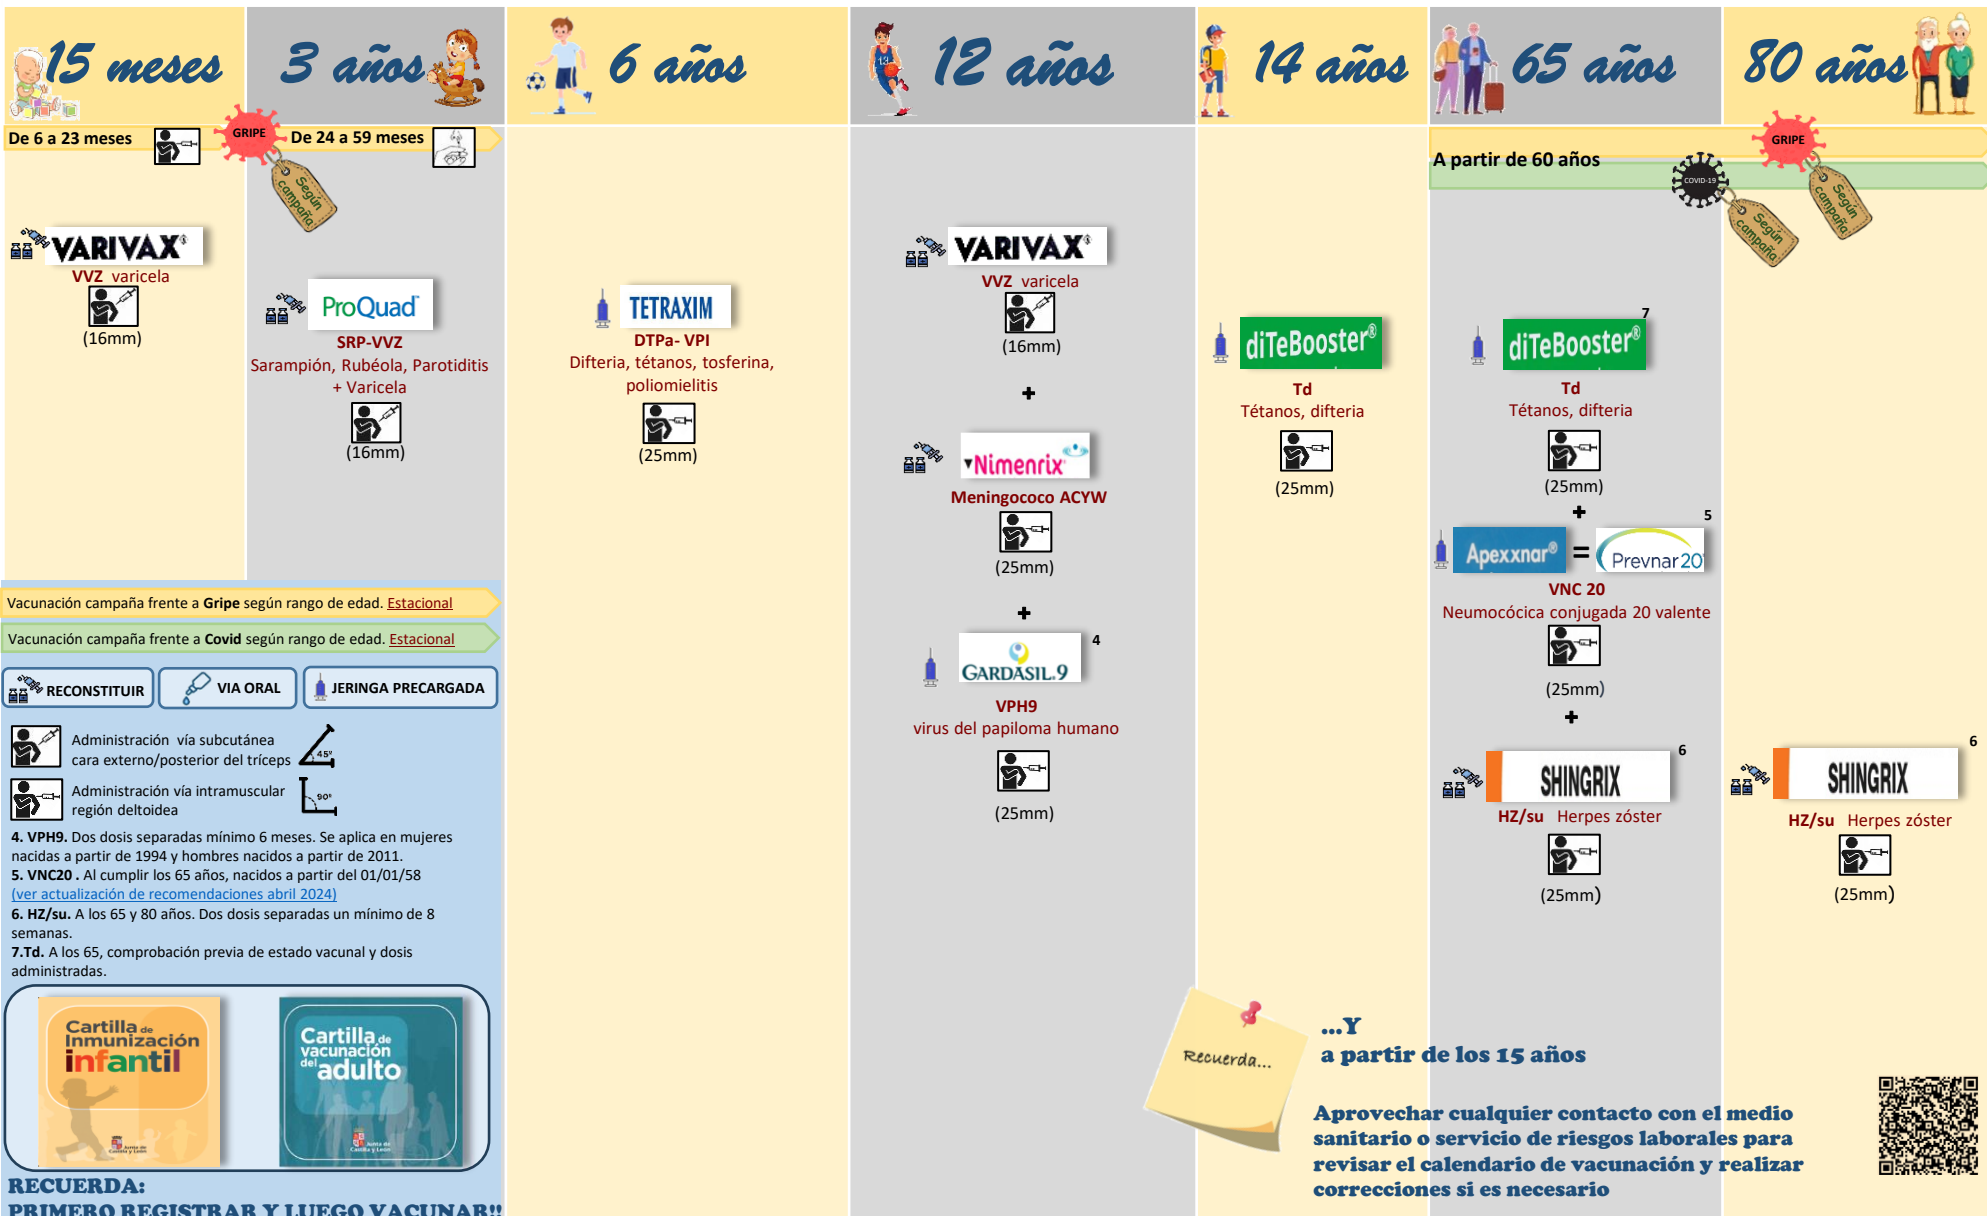 15 meses
3 años
6 años
12 años
14 años
65 años
80 años
De 6 a 23 meses
GRIPE
De 24 a 59 meses
Según
campaña
A partir de 60 años
GRIPE
COVID-19
Según
campaña
Según
campaña
VARIVAX®
VVZ varicela
(16mm)
ProQuad™
SRP-VVZ
Sarampión, Rubéola, Parotiditis
+ Varicela
(16mm)
TETRAXIM
DTPa- VPI
Difteria, tétanos, tosferina,
poliomielitis
(25mm)
VARIVAX®
VVZ varicela
(16mm)
+
▼Nimenrix
Meningococo ACYW
(25mm)
+
GARDASIL.9
4
VPH9
virus del papiloma humano
(25mm)
diTeBooster®
Td
Tétanos, difteria
(25mm)
7
diTeBooster®
Td
Tétanos, difteria
(25mm)
+
5
Apexxnar® = Prevnar20
VNC 20
Neumocócica conjugada 20 valente
(25mm)
+
6
SHINGRIX
HZ/su Herpes zóster
(25mm)
6
SHINGRIX
HZ/su Herpes zóster
(25mm)
Vacunación campaña frente a Gripe según rango de edad. Estacional
Vacunación campaña frente a Covid según rango de edad. Estacional
RECONSTITUIR
VIA ORAL
JERINGA PRECARGADA
Administración vía subcutánea
cara externo/posterior del tríceps
45º
Administración vía intramuscular
región deltoidea
90º
4. VPH9. Dos dosis separadas mínimo 6 meses. Se aplica en mujeres
nacidas a partir de 1994 y hombres nacidos a partir de 2011.
5. VNC20 . Al cumplir los 65 años, nacidos a partir del 01/01/58
(ver actualización de recomendaciones abril 2024)
6. HZ/su. A los 65 y 80 años. Dos dosis separadas un mínimo de 8
semanas.
7.Td. A los 65, comprobación previa de estado vacunal y dosis
administradas.
Cartilla de
Inmunización
infantil
Junta de
Castilla y León
Cartilla de
vacunación
del adulto
Junta de
Castilla y León
RECUERDA:
PRIMERO REGISTRAR Y LUEGO VACUNAR!!
Recuerda...
...Y
a partir de los 15 años
Aprovechar cualquier contacto con el medio
sanitario o servicio de riesgos laborales para
revisar el calendario de vacunación y realizar
correcciones si es necesario